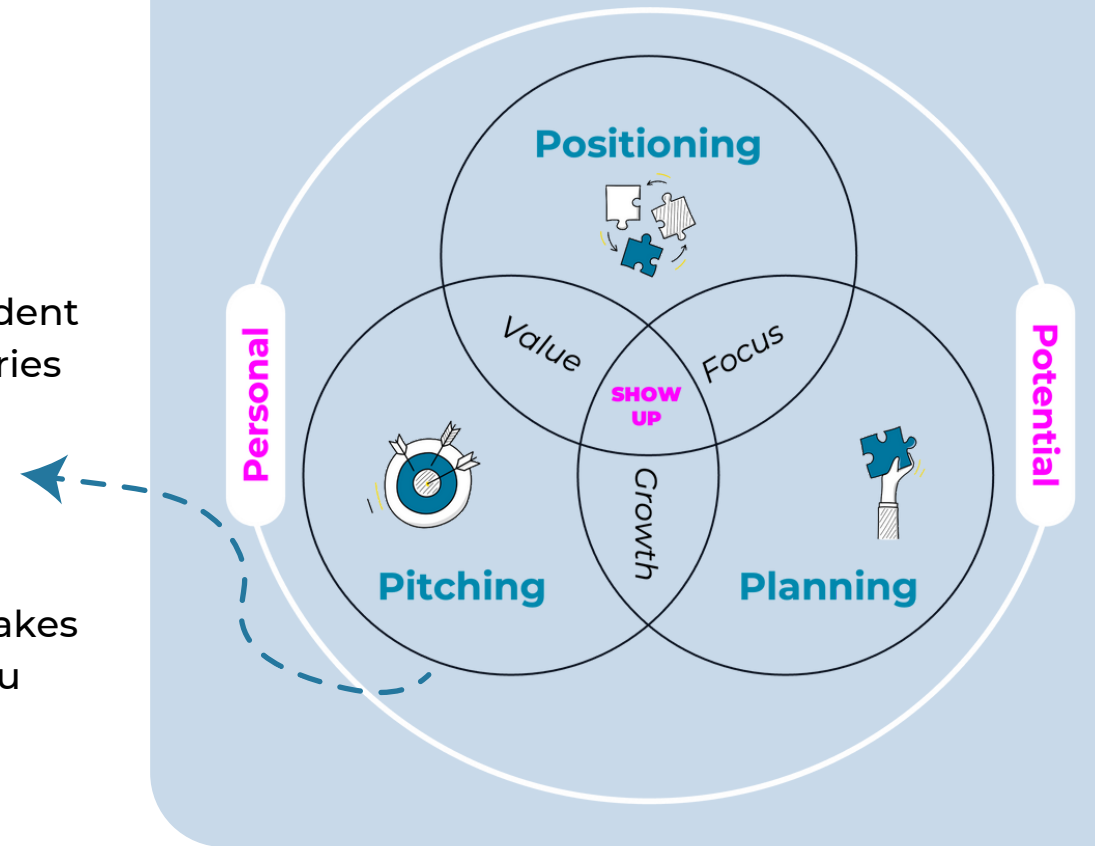 Positioning
Value
Focus
SHOW
UP
Personal
Potential
Growth
Pitching
Planning
dent
ries
akes
u